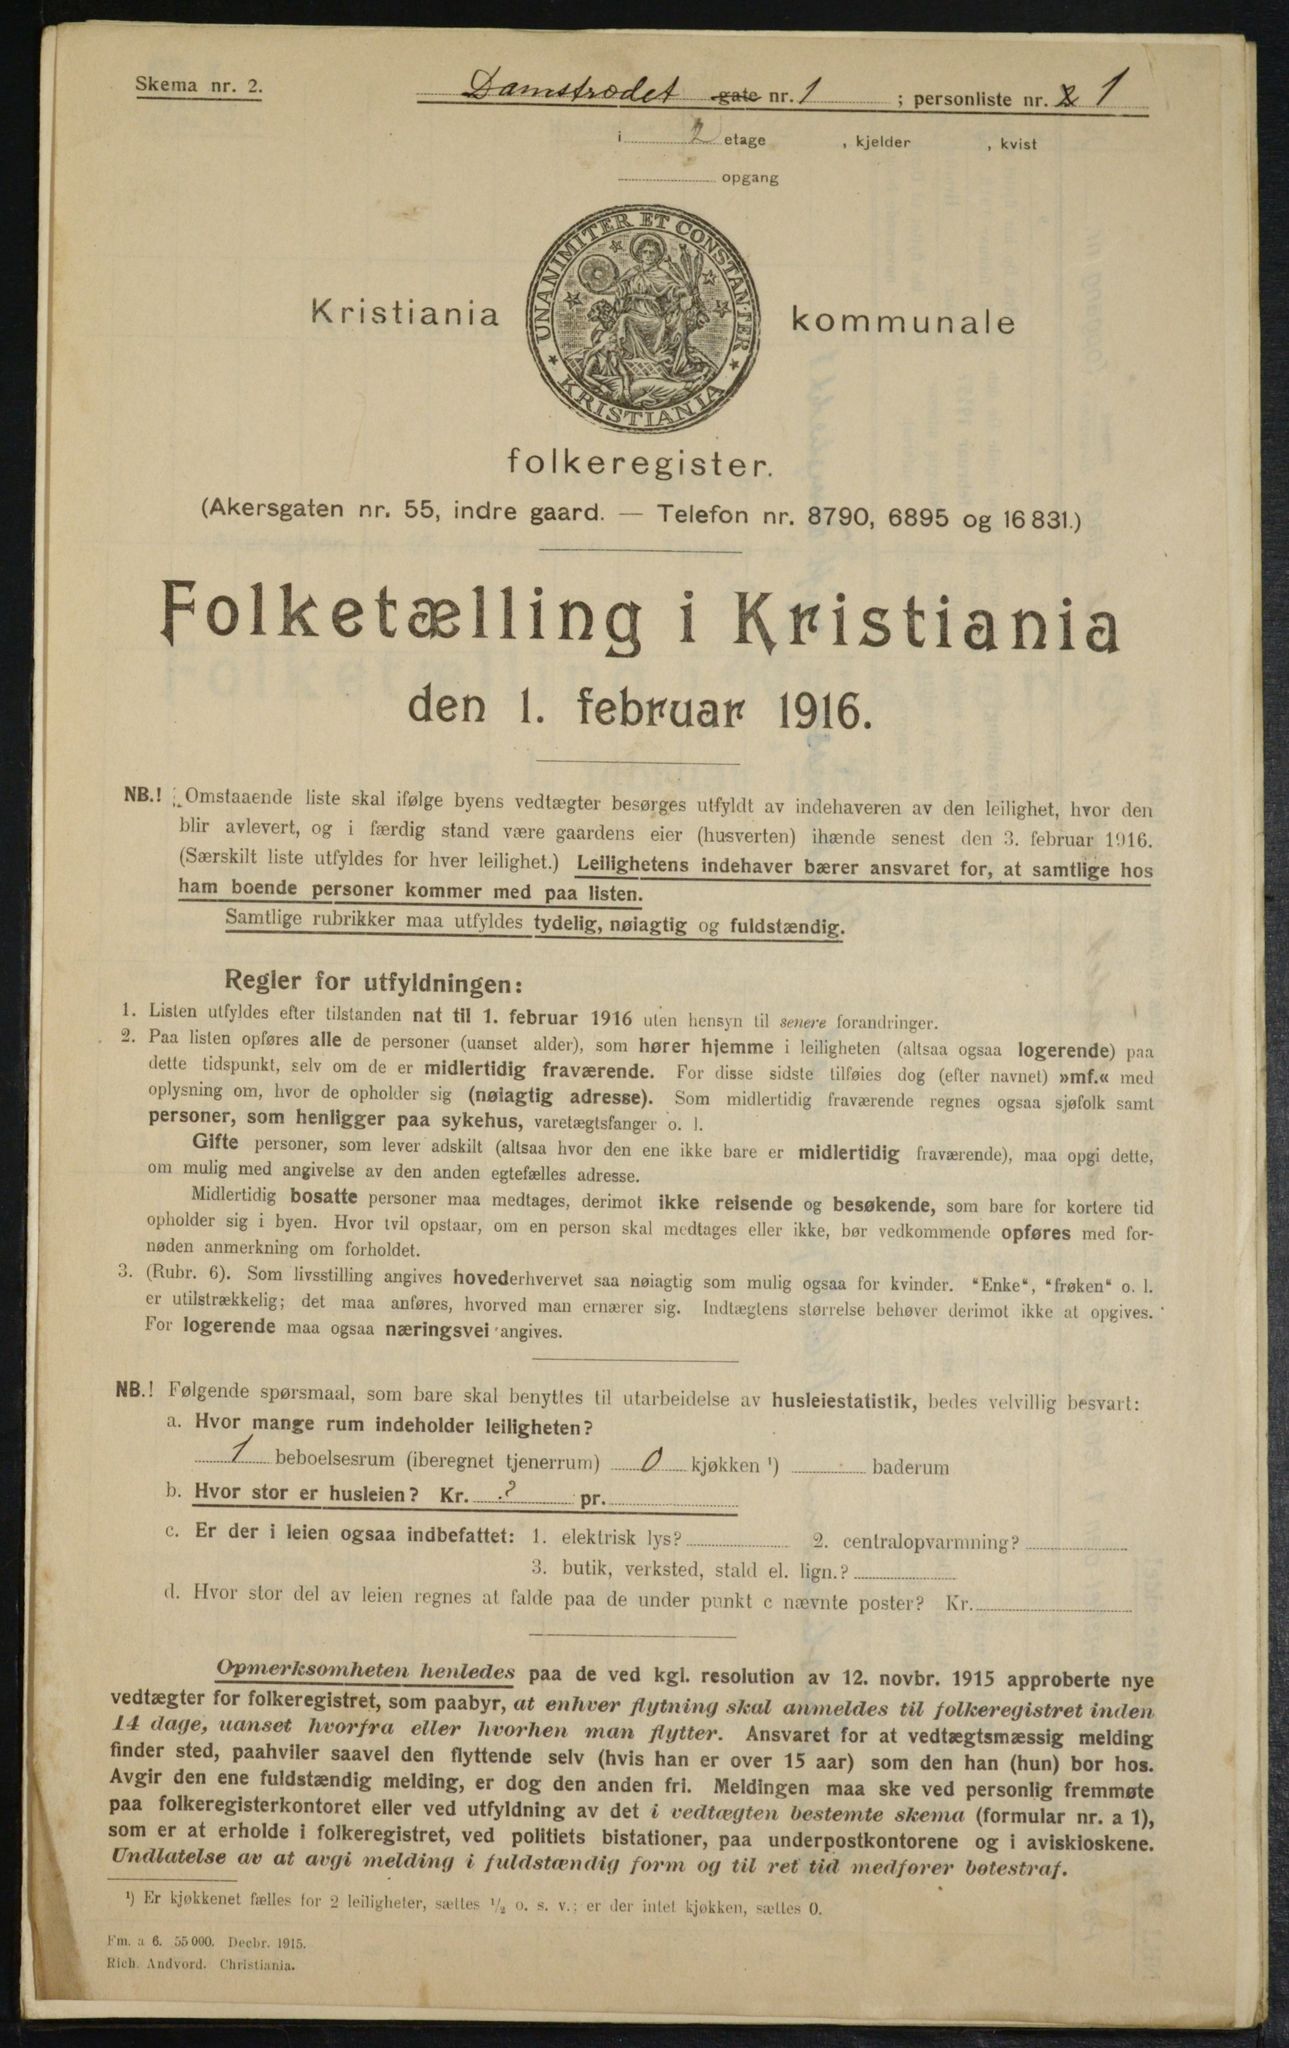 Skema nr. 2.
Damstrædet gate nr. 1 ; personliste nr. 2 1
i 2 etage , kjelder , kvist
opgang
UNANIMITER ET CONSTANTER
KRISTIANIA
Kristiania kommunale
folkeregister.
(Akersgaten nr. 55, indre gaard. — Telefon nr. 8790, 6895 og 16 831.)
Folketælling i Kristiania
den 1. februar 1916.
NB.! Omstaaende liste skal ifølge byens vedtægter besørges utfyldt av indehaveren av den leilighet, hvor den
blir avlevert, og i færdig stand være gaardens eier (husverten) ihænde senest den 3. februar 1916.
(Særskilt liste utfyldes for hver leilighet.) Leilighetens indehaver bærer ansvaret for, at samtlige hos
ham boende personer kommer med paa listen.
Samtlige rubrikker maa utfyldes tydelig, nøiagtig og fuldstændig.
Regler for utfyldningen:
1. Listen utfyldes efter tilstanden nat til 1. februar 1916 uten hensyn til senere forandringer.
2. Paa listen opføres alle de personer (uanset alder), som hører hjemme i leiligheten (altsaa ogsaa logerende) paa
dette tidspunkt, selv om de er midlertidig fraværende. For disse sidste tilføies dog (efter navnet) »mf.« med
oplysning om, hvor de opholder sig (nøiagtig adresse). Som midlertidig fraværende regnes ogsaa sjøfolk samt
personer, som henligger paa sykehus, varetægtsfanger o. l.
Gifte personer, som lever adskilt (altsaa hvor den ene ikke bare er midlertidig fraværende), maa opgi dette,
om mulig med angivelse av den anden egtefælles adresse.
Midlertidig bosatte personer maa medtages, derimot ikke reisende og besøkende, som bare for kortere tid
opholder sig i byen. Hvor tvil opstaar, om en person skal medtages eller ikke, bør vedkommende opføres med for-
nøden anmerkning om forholdet.
3. (Rubr. 6). Som livsstilling angives hovederhvervet saa nøiagtig som mulig ogsaa for kvinder. “Enke“, “frøken“ o. l.
er utilstrækkelig; det maa anføres, hvorved man ernærer sig. Indtægtens størrelse behøver derimot ikke at opgives.
For logerende maa ogsaa næringsvei angives.
NB.! Følgende spørsmaal, som bare skal benyttes til utarbeidelse av husleiestatistik, bedes velvillig besvart:
a. Hvor mange rum indeholder leiligheten?
1 beboelsesrum (iberegnet tjenerrum) 0 kjøkken ¹) baderum
b. Hvor stor er husleien? Kr. ? pr.
c. Er der i leien ogsaa indbefattet: 1. elektrisk lys? 2. centralopvarmning?
3. butik, verksted, stald el. lign.?
d. Hvor stor del av leien regnes at falde paa de under punkt c nævnte poster? Kr.
Opmerksomheten henledes paa de ved kgl. resolution av 12. novbr. 1915 approberte nye
vedtægter for folkeregistret, som paabyr, at enhver flytning skal anmeldes til folkeregistret inden
14 dage, uanset hvorfra eller hvorhen man flytter. Ansvaret for at vedtægtsmæssig melding
finder sted, paahviler saavel den flyttende selv (hvis han er over 15 aar) som den han (hun) bor hos.
Avgir den ene fuldstændig melding, er dog den anden fri. Meldingen maa ske ved personlig fremmøte
paa folkeregisterkontoret eller ved utfyldning av det i vedtægten bestemte skema (formular nr. a 1),
som er at erholde i folkeregistret, ved politiets bistationer, paa underpostkontorene og i aviskioskene.
Undlatelse av at avgi melding i fuldstændig form og til ret tid medfører bøtestraf.
¹) Er kjøkkenet fælles for 2 leiligheter, sættes ½ o. s. v.; er der intet kjøkken, sættes 0.
Fm. a 6. 55 000. Decbr. 1915.
Rich. Andvord. Christiania.